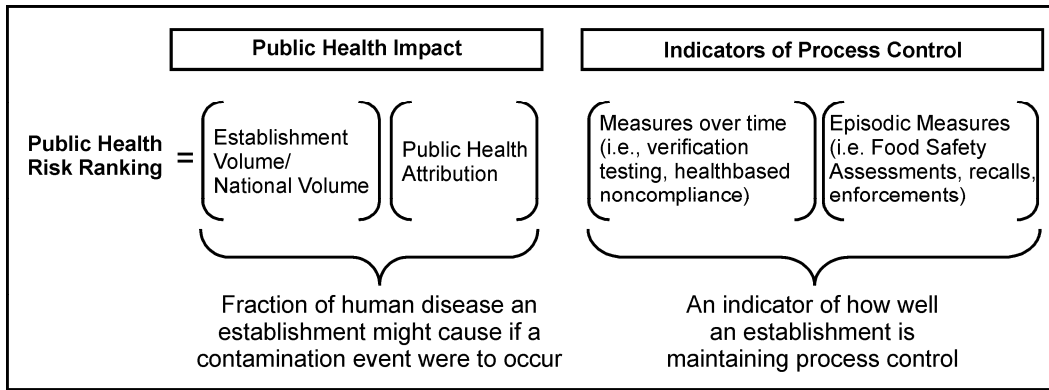 Public Health Impact
Indicators of Process Control
Public Health
Risk Ranking
=
Establishment
Volume/
National Volume
Public Health
Attribution
Measures over time
(i.e., verification
testing, healthbased
noncompliance)
Episodic Measures
(i.e. Food Safety
Assessments, recalls,
enforcements)
Fraction of human disease an
establishment might cause if a
contamination event were to occur
An indicator of how well
an establishment is
maintaining process control